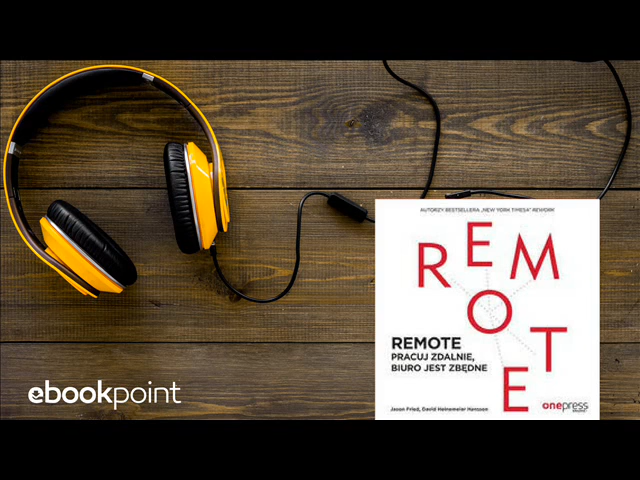 AUTORZY BESTSELLERA „NEW YORK TIMESA" REWORK
REMOTE
REMOTE
PRACUJ ZDALNIE,
BIURO JEST ZBĘDNE
Jason Fried, David Heinemeier Hansson
onepress
ebookpoint